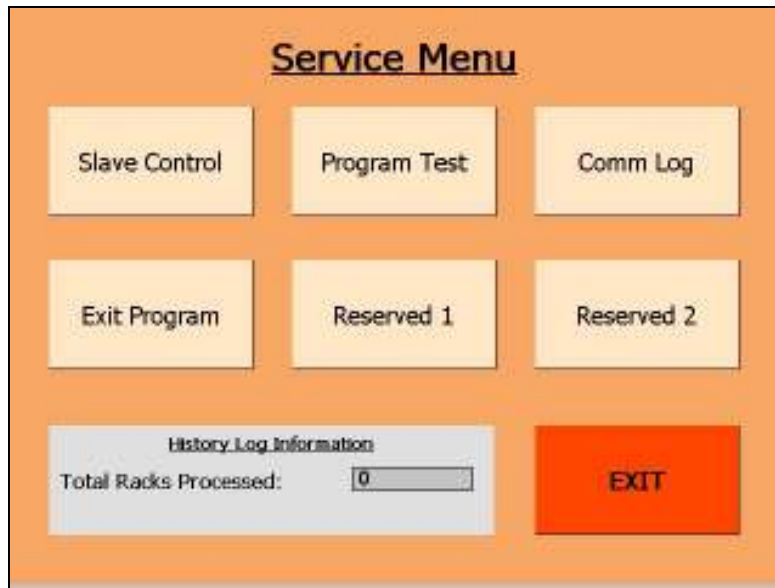 Service Menu
Slave Control
Program Test
Comm Log
Exit Program
Reserved 1
Reserved 2
History Log Information
Total Racks Processed: 0
EXIT